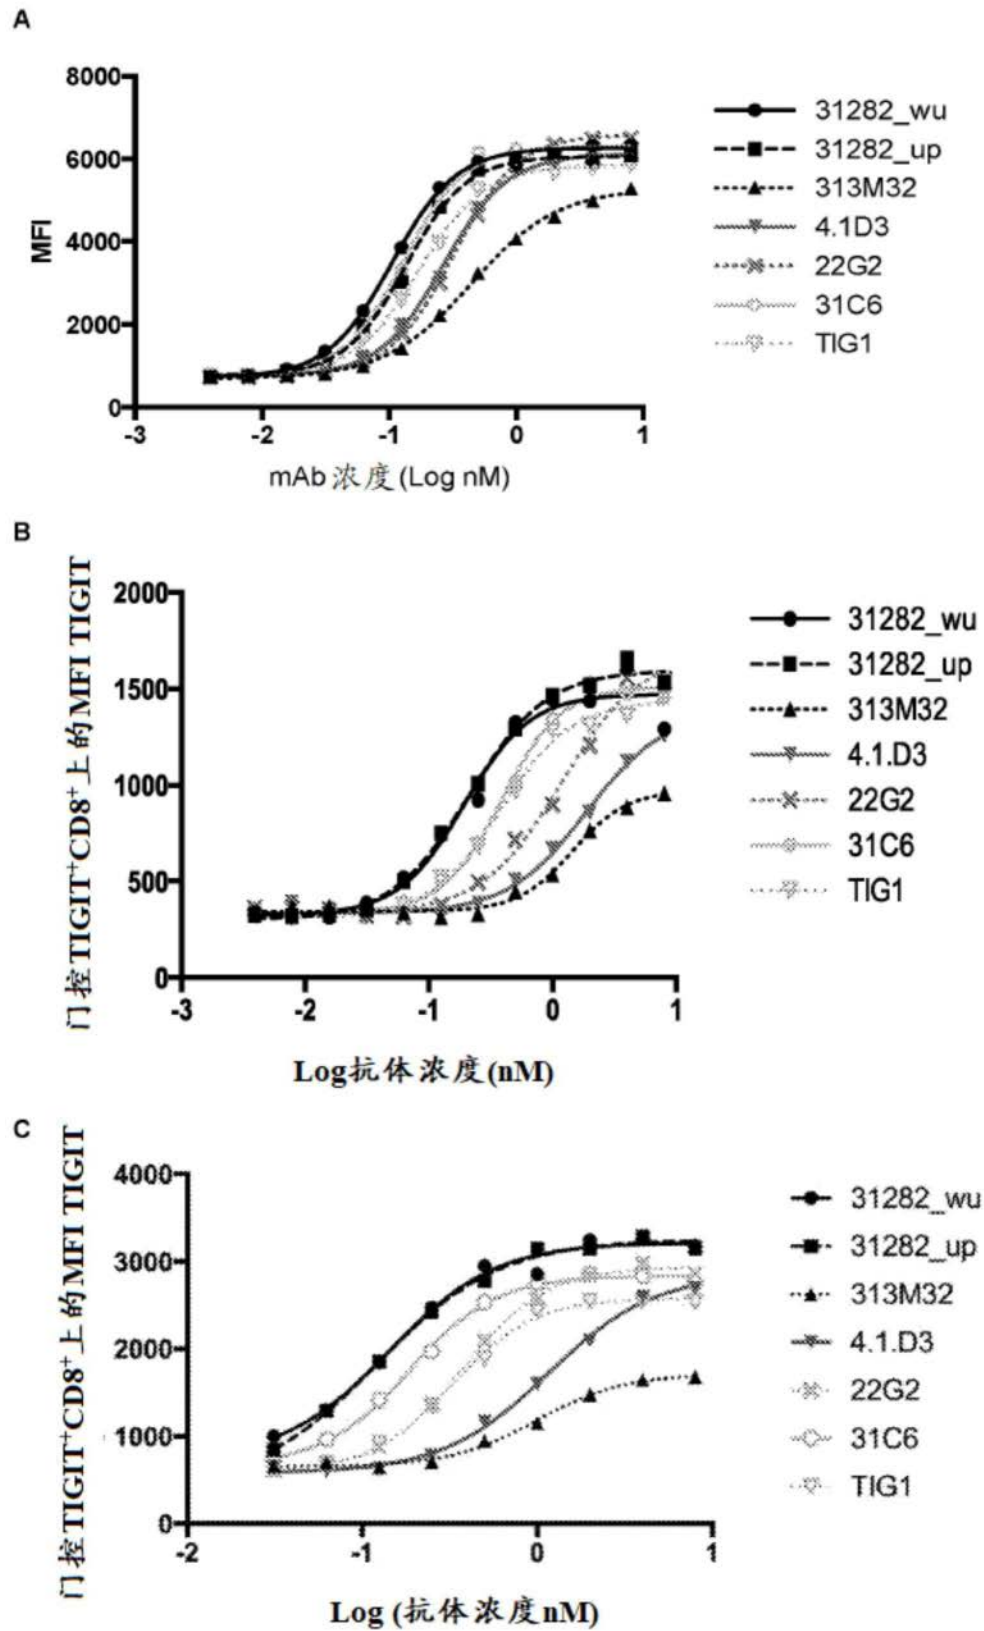 A
8000
6000
4000
2000
0
MFI
-3
-2
-1
0
1
mAb 浓度 (Log nM)
31282_wu
31282_up
313M32
4.1D3
22G2
31C6
TIG1
B
门控TIGIT⁺CD8⁺上的MFI TIGIT
2000
1500
1000
500
0
-3
-2
-1
0
1
Log抗体浓度(nM)
31282_wu
31282_up
313M32
4.1.D3
22G2
31C6
TIG1
C
门控TIGIT⁺CD8⁺上的MFI TIGIT
4000
3000
2000
1000
0
-2
-1
0
1
Log (抗体浓度nM)
31282_wu
31282_up
313M32
4.1.D3
22G2
31C6
TIG1